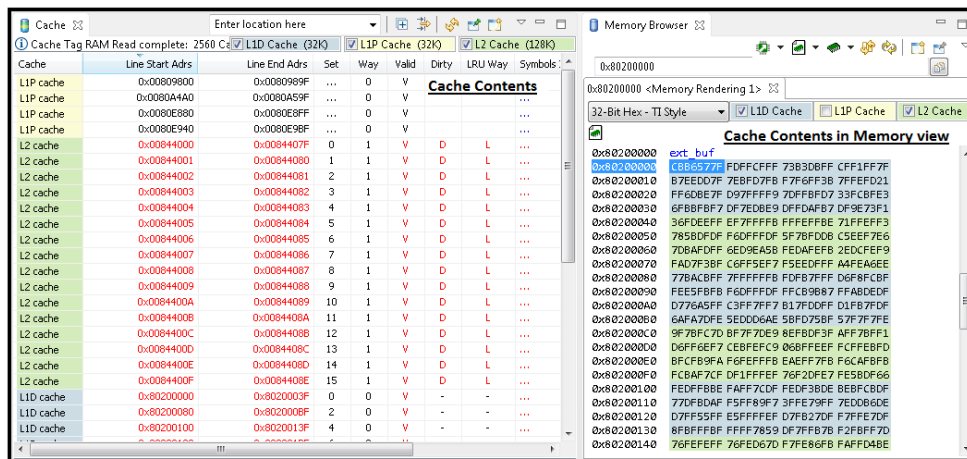 Cache
Enter location here
Cache Tag RAM Read complete: 2560 Ca
L1D Cache (32K)
L1P Cache (32K)
L2 Cache (128K)
Cache Line Start Adrs Line End Adrs Set Way Valid Dirty LRU Way Symbols
L1P cache 0x00809800 0x0080989F ... 0 V
Cache Contents
L1P cache 0x0080A4A0 0x0080A59F ... 0 V ...
L1P cache 0x0080E880 0x0080E8FF ... 0 V ...
L1P cache 0x0080E940 0x0080E9BF ... 0 V ...
L2 cache 0x00844000 0x0084407F 0 1 V D L ...
L2 cache 0x00844001 0x00844080 1 1 V D L ...
L2 cache 0x00844002 0x00844081 2 1 V D L ...
L2 cache 0x00844003 0x00844082 3 1 V D L ...
L2 cache 0x00844004 0x00844083 4 1 V D L ...
L2 cache 0x00844005 0x00844084 5 1 V D L ...
L2 cache 0x00844006 0x00844085 6 1 V D L ...
L2 cache 0x00844007 0x00844086 7 1 V D L ...
L2 cache 0x00844008 0x00844087 8 1 V D L ...
L2 cache 0x00844009 0x00844088 9 1 V D L ...
L2 cache 0x0084400A 0x00844089 10 1 V D L ...
L2 cache 0x0084400B 0x0084408A 11 1 V D L ...
L2 cache 0x0084400C 0x0084408B 12 1 V D L ...
L2 cache 0x0084400D 0x0084408C 13 1 V D L ...
L2 cache 0x0084400E 0x0084408D 14 1 V D L ...
L2 cache 0x0084400F 0x0084408E 15 1 V D L ...
L1D cache 0x80200000 0x8020003F 0 0 V - - ...
L1D cache 0x80200080 0x802000BF 2 0 V - - ...
L1D cache 0x80200100 0x8020013F 4 0 V - - ...
Memory Browser
0x80200000
0x80200000 <Memory Rendering 1>
32-Bit Hex - TI Style
L1D Cache
L1P Cache
L2 Cache
Cache Contents in Memory view
0x80200000 ext_buf
0x80200000 CBB6577F FDFFCFFF 73B3DBFF CFF1FF7F
0x80200010 B7EEDD7F 7EBFD7FB F7F6FF3B 7FFEFD21
0x80200020 FF6DBE7F D97FFFF9 7DFFBFD7 33FCBFE3
0x80200030 6FBBFBF7 DF7EDBE9 DFFDAFB7 DF9E73F1
0x80200040 36FDEEFF EF7FFFFB FFFEFFBE 71FFEFF3
0x80200050 785BDFDF F6DFFFDF 5F7BFDDB C5EEF7E6
0x80200060 7DBAFDFF 6ED9EA5B FEDAFEFB 2EDCFEF9
0x80200070 FAD7F3BF C6FF5EF7 F5EEDFFF A4FEA6EE
0x80200080 77BACBFF 7FFFFFFB FDFB7FFF D6F8FCBF
0x80200090 FEE5FBFB F6DFFFDF FFCB9B87 FFABDEDF
0x802000A0 D776A5FF C3FF7FF7 B17FDDFF D1FB7FDF
0x802000B0 6AFA7DFE 5EDDD6AE 5BFD75BF 57F7F7FE
0x802000C0 9F7BFC7D BF7F7DE9 8EFBDF3F AFF7BFF1
0x802000D0 D6FF6EF7 CEBFEFC9 06BFFEEF FCFFEBFD
0x802000E0 BFCFB9FA F6FEFFFB EAEFF7FB F6CAFBFB
0x802000F0 FCBAF7CF DF1FFFEF 76F2DFE7 FE5BDF66
0x80200100 FEDFFBBE FAFF7CDF FEDF3BDE BEBFCBDF
0x80200110 77DFBDAF F5FF89F7 3FFE79FF 7EDDB6DE
0x80200120 D7FF55FF E5FFFFEF D7FB27DF F7FFE7DF
0x80200130 8FBFFFBF FFFF7859 DF7FFB7B F2FBFF7D
0x80200140 76FEFEFF 76FED67D F7FE86FB FAFFD4BE